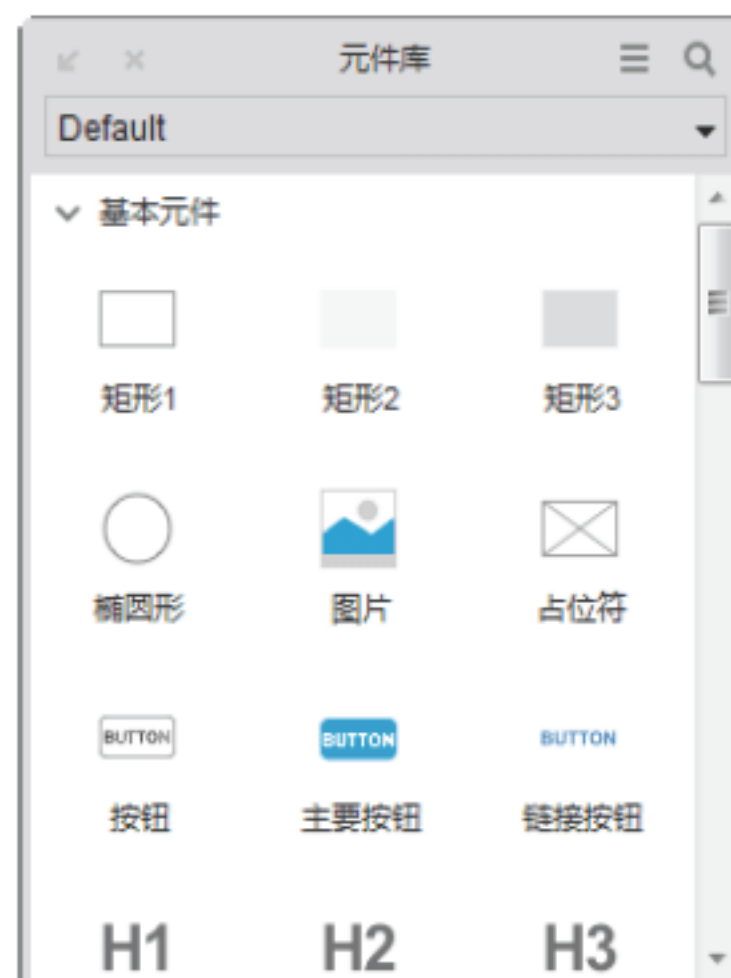 元件库
Default
基本元件
矩形1 矩形2 矩形3
椭圆形 图片 占位符
BUTTON BUTTON BUTTON
按钮 主要按钮 链接按钮
H1 H2 H3